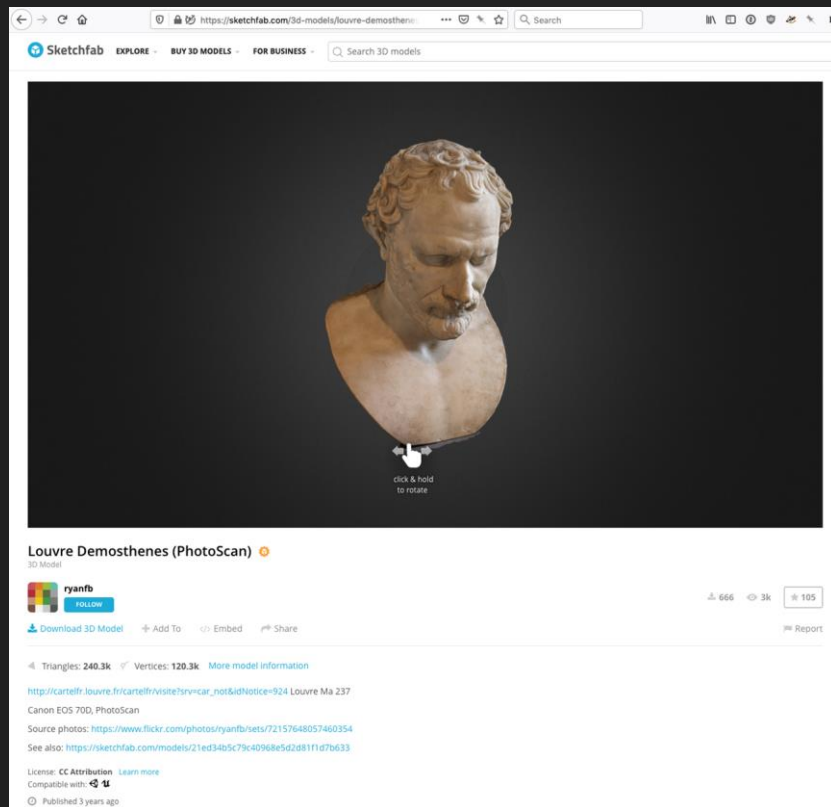 https://sketchfab.com/3d-models/louvre-demosthene
Search
Sketchfab EXPLORE BUY 3D MODELS FOR BUSINESS Search 3D models
click & hold
to rotate
Louvre Demosthenes (PhotoScan)
3D Model
ryanfb
FOLLOW
666 3k 105
Download 3D Model + Add To </> Embed Share Report
Triangles: 240.3k Vertices: 120.3k More model information
http://cartelfr.louvre.fr/cartelfr/visite?srv=car_not&idNotice=924 Louvre Ma 237
Canon EOS 70D, PhotoScan
Source photos: https://www.flickr.com/photos/ryanfb/sets/72157648057460354
See also: https://sketchfab.com/models/21ed34b5c79c40968e5d2d81f1d7b633
License: CC Attribution Learn more
Compatible with:
Published 3 years ago